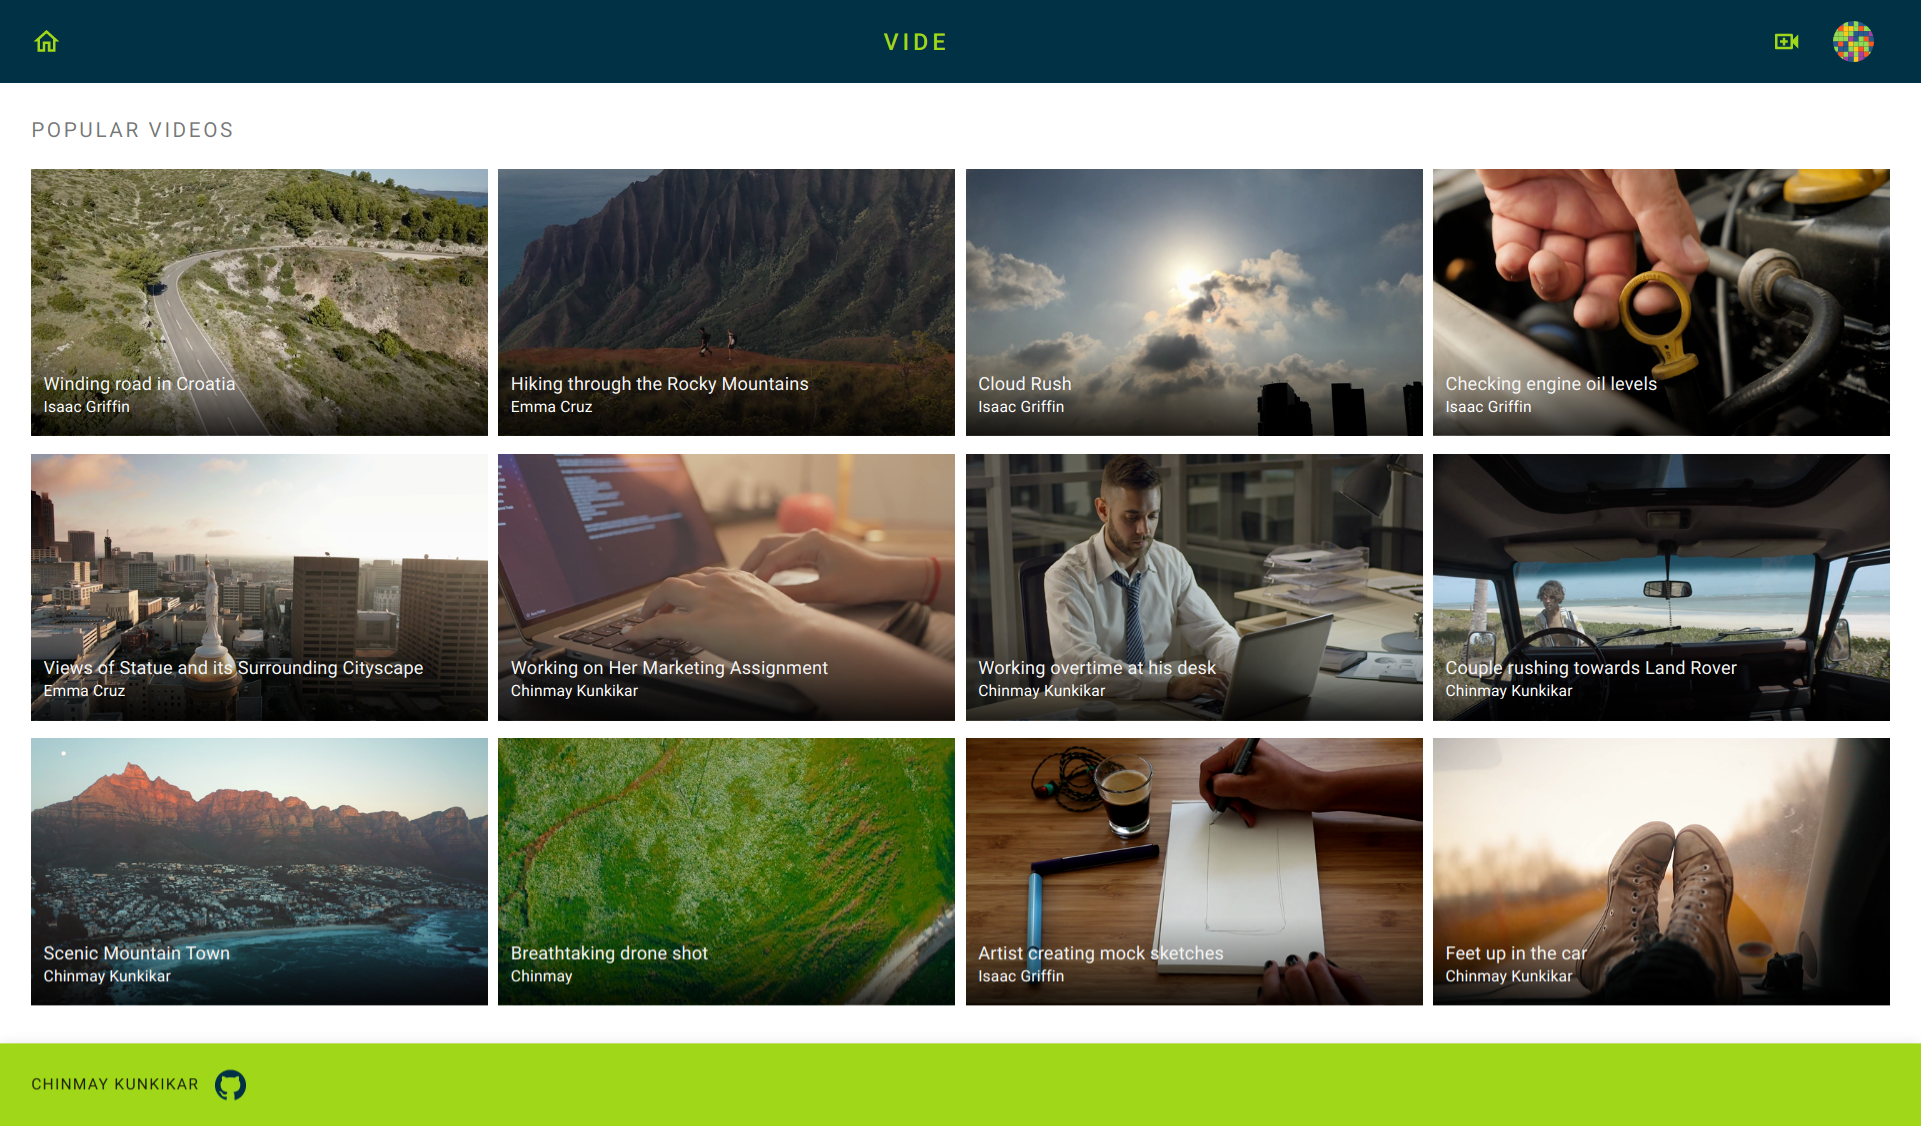 VIDE
POPULAR VIDEOS
Winding road in Croatia
Isaac Griffin
Hiking through the Rocky Mountains
Emma Cruz
Cloud Rush
Isaac Griffin
Checking engine oil levels
Isaac Griffin
Views of Statue and its Surrounding Cityscape
Emma Cruz
Working on Her Marketing Assignment
Chinmay Kunkikar
Working overtime at his desk
Chinmay Kunkikar
Couple rushing towards Land Rover
Chinmay Kunkikar
Scenic Mountain Town
Chinmay Kunkikar
Breathtaking drone shot
Chinmay
Artist creating mock sketches
Isaac Griffin
Feet up in the car
Chinmay Kunkikar
CHINMAY KUNKIKAR